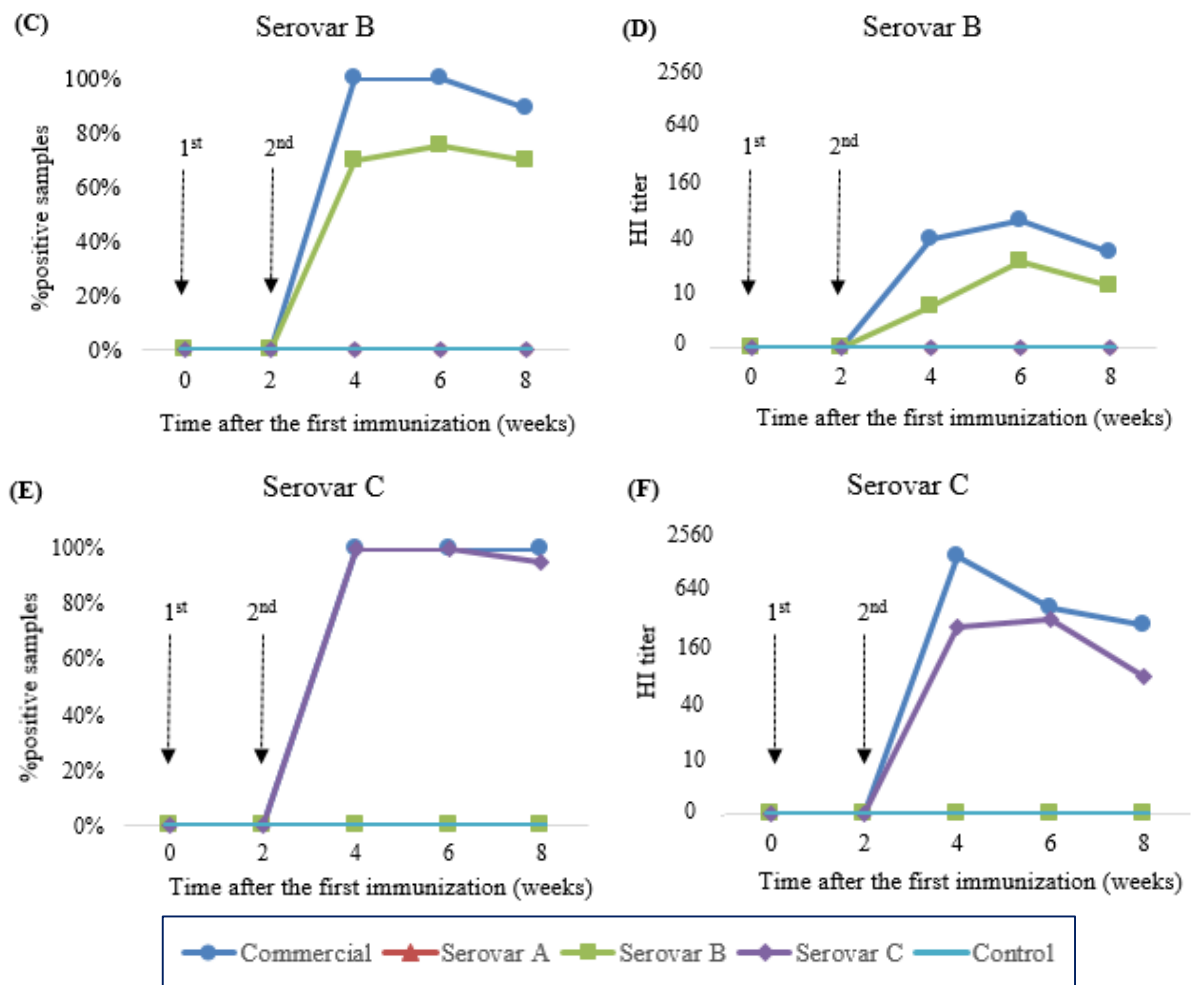 (C) Serovar B
%positive samples
100%
80%
60%
40%
20%
0%
1st
2nd
0 2 4 6 8
Time after the first immunization (weeks)
(D) Serovar B
HI titer
2560
640
160
40
10
0
1st
2nd
0 2 4 6 8
Time after the first immunization (weeks)
(E) Serovar C
%positive samples
100%
80%
60%
40%
20%
0%
1st
2nd
0 2 4 6 8
Time after the first immunization (weeks)
(F) Serovar C
HI titer
2560
640
160
40
10
0
1st
2nd
0 2 4 6 8
Time after the first immunization (weeks)
Commercial Serovar A Serovar B Serovar C Control